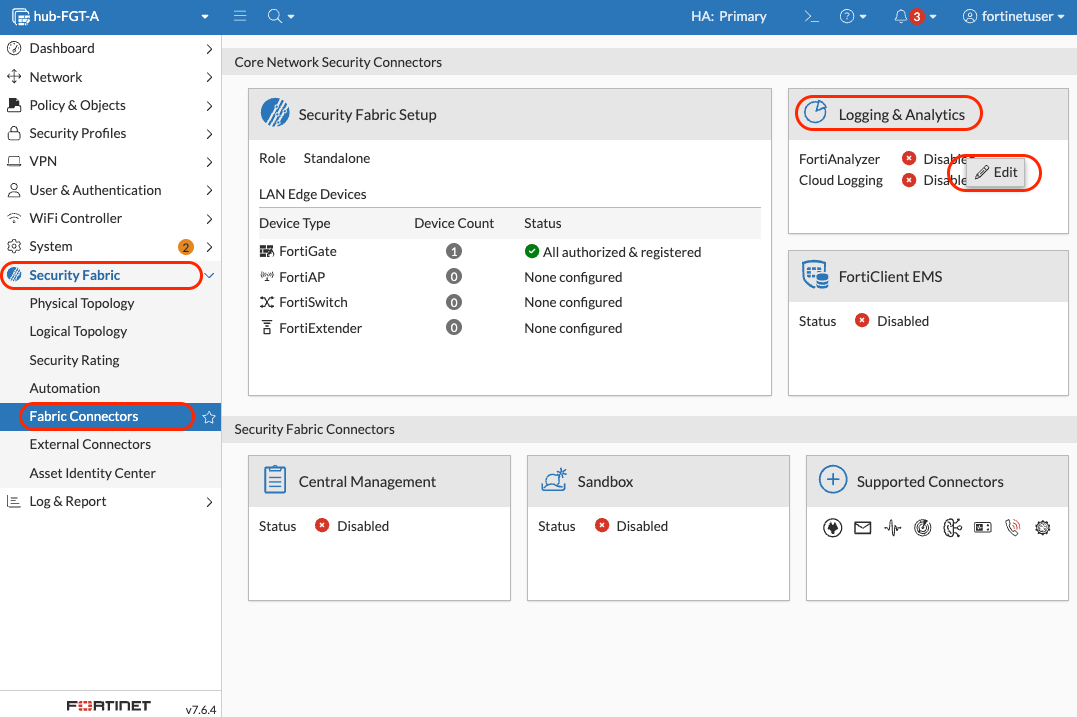 hub-FGT-A
HA: Primary
3
fortinetuser
Dashboard
Network
Policy & Objects
Security Profiles
VPN
User & Authentication
WiFi Controller
System 2
Security Fabric
Physical Topology
Logical Topology
Security Rating
Automation
Fabric Connectors
External Connectors
Asset Identity Center
Log & Report
FORTINET v7.6.4
Core Network Security Connectors
Security Fabric Setup
Role Standalone
LAN Edge Devices
Device Type Device Count Status
FortiGate 1 All authorized & registered
FortiAP 0 None configured
FortiSwitch 0 None configured
FortiExtender 0 None configured
Logging & Analytics
FortiAnalyzer Disable
Cloud Logging Disable
Edit
FortiClient EMS
Status Disabled
Security Fabric Connectors
Central Management
Status Disabled
Sandbox
Status Disabled
Supported Connectors